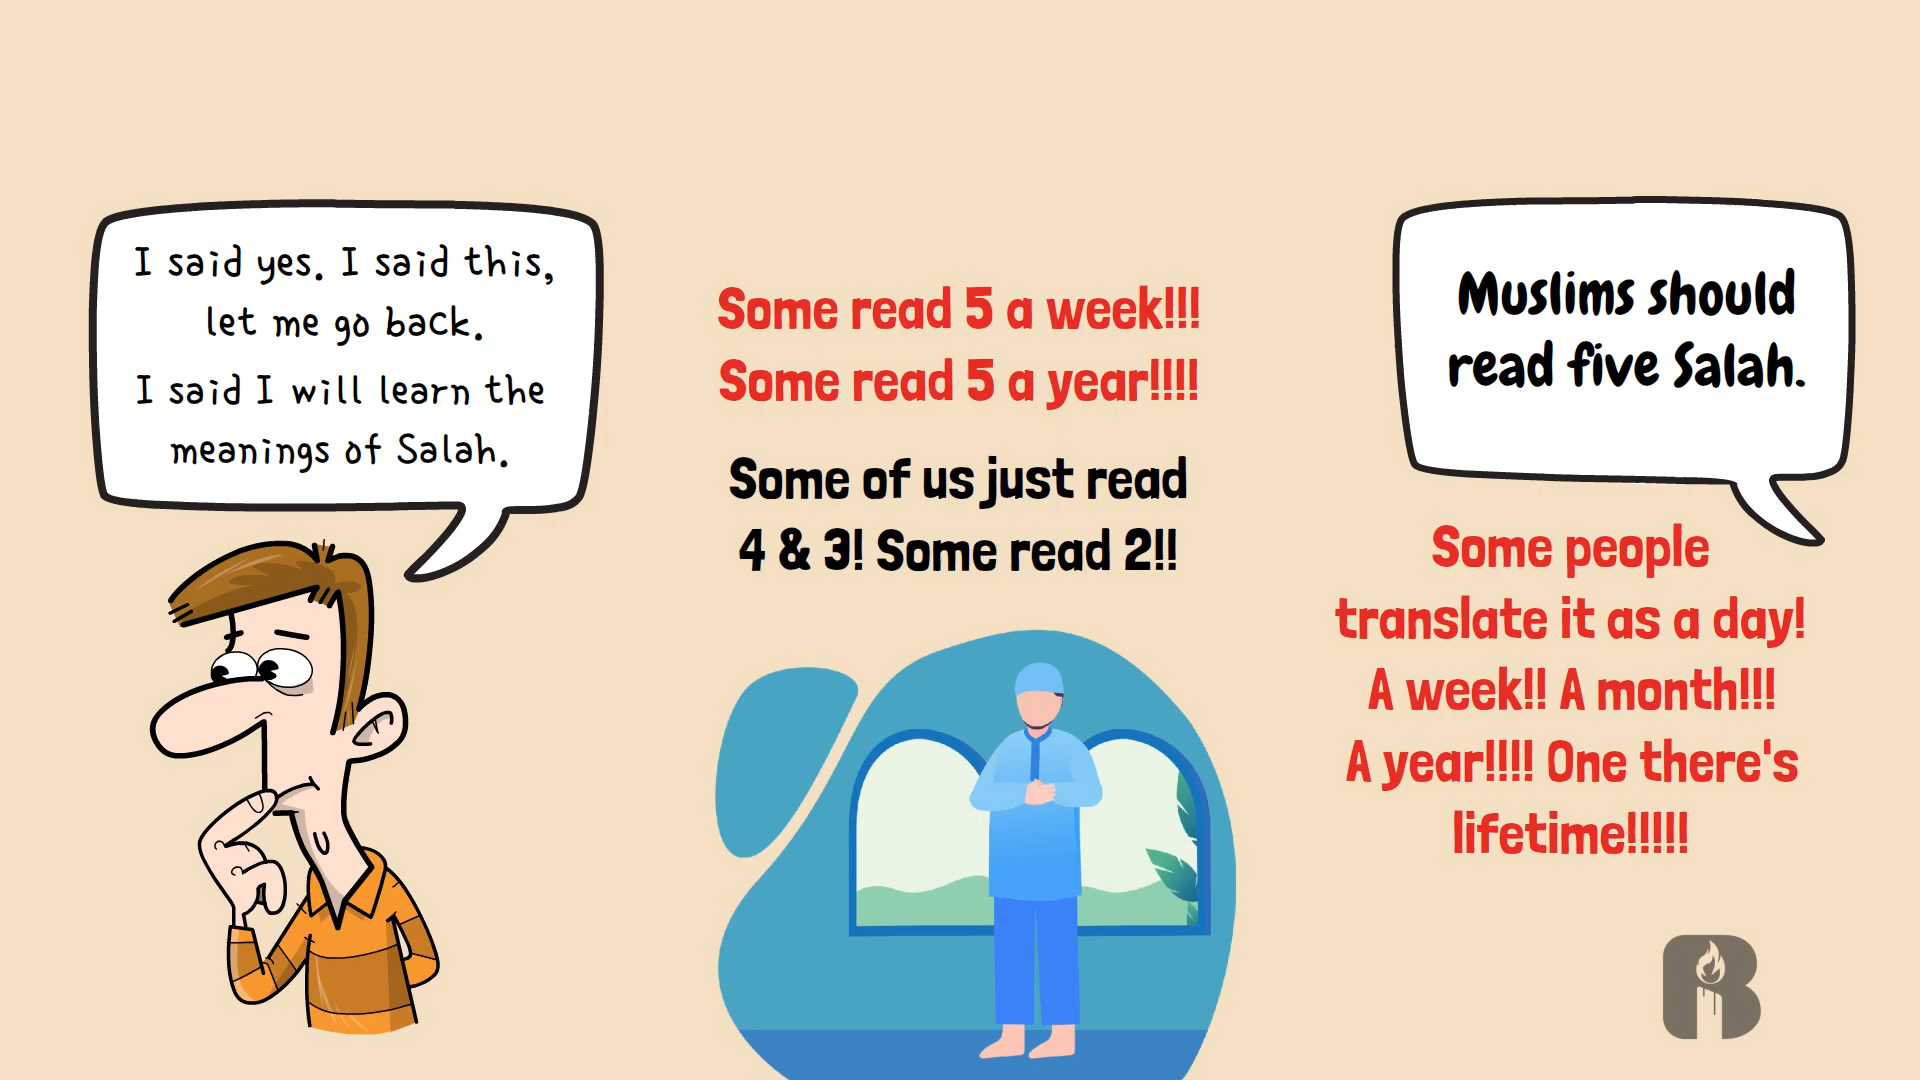 I said yes. I said this,
let me go back.
I said I will learn the
meanings of Salah.
Some read 5 a week!!!
Some read 5 a year!!!!
Some of us just read
4 & 3! Some read 2!!
Muslims should
read five Salah.
Some people
translate it as a day!
A week!! A month!!!
A year!!!! One there's
lifetime!!!!!
B